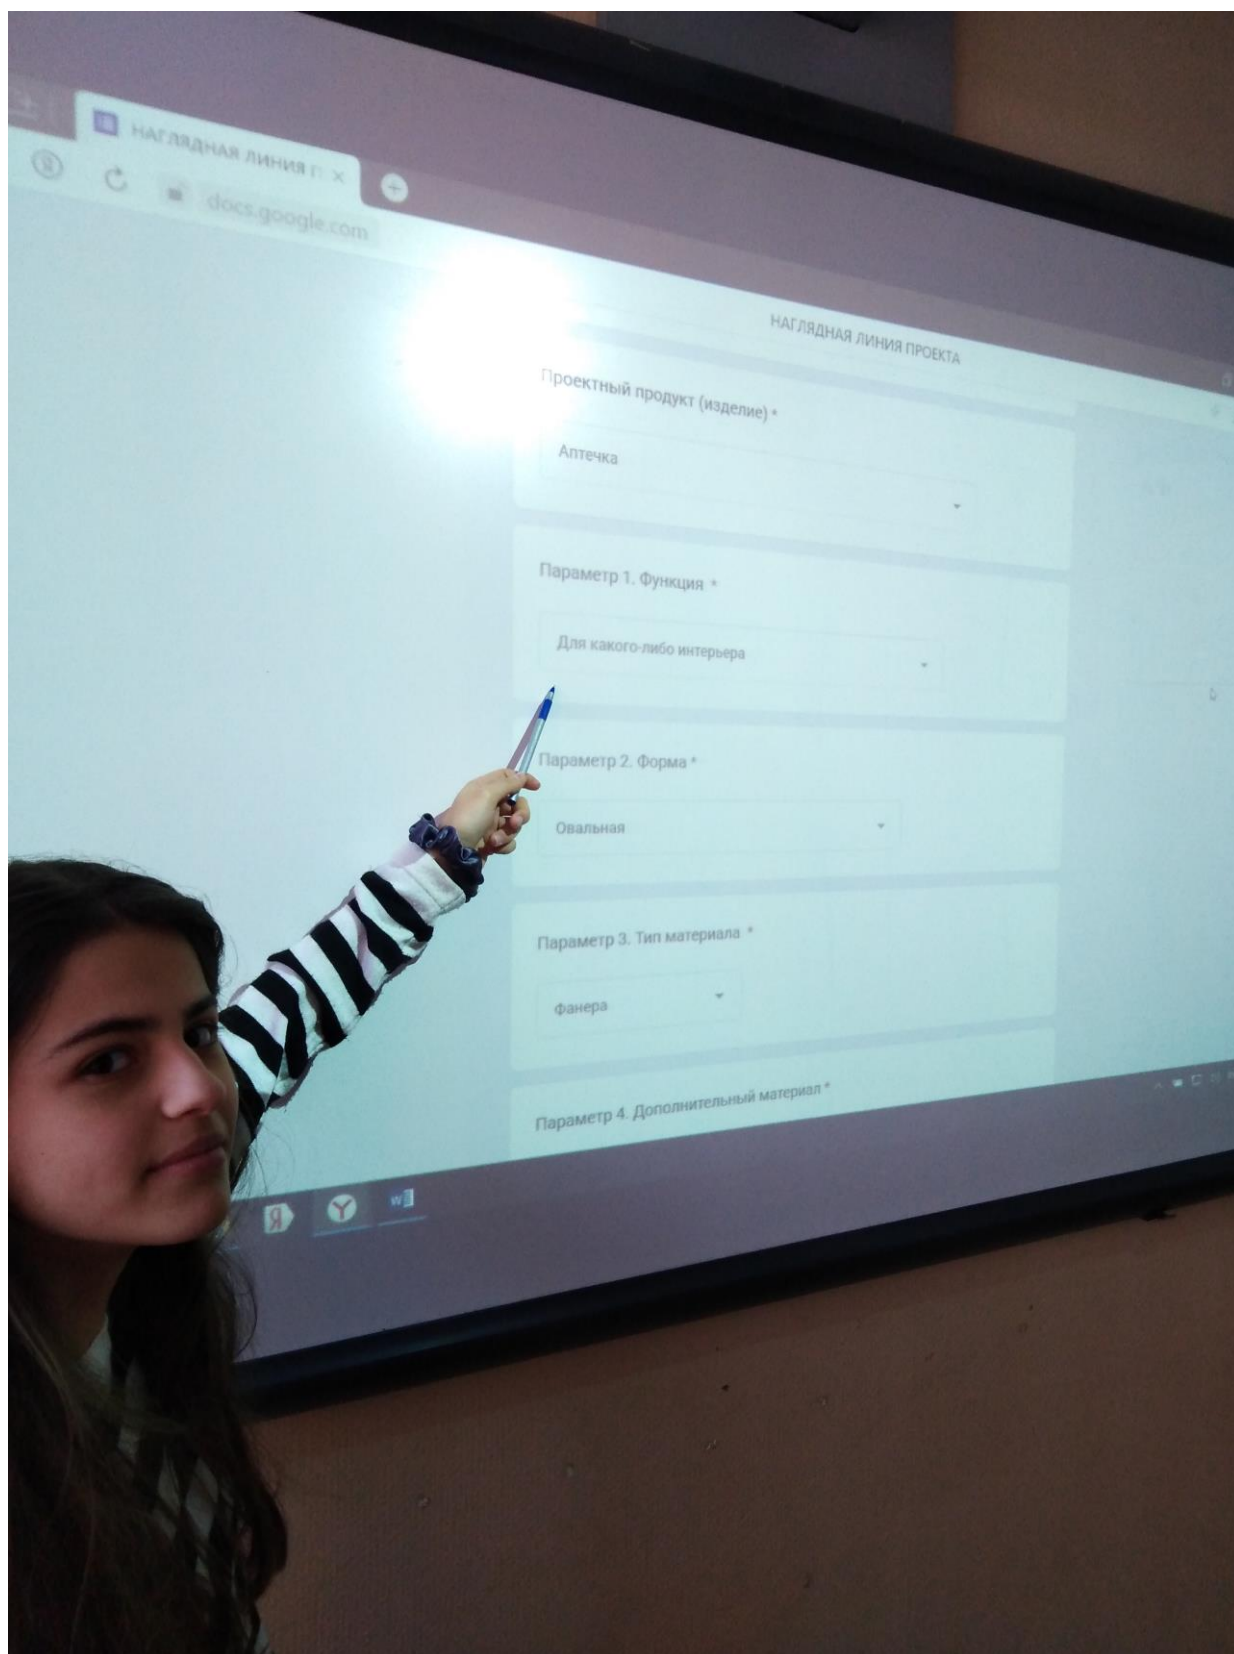 НАГЛЯДНАЯ ЛИНИЯ П
docs.google.com
НАГЛЯДНАЯ ЛИНИЯ ПРОЕКТА
Проектный продукт (изделие) *
Аптечка
Параметр 1. Функция *
Для какого-либо интерьера
Параметр 2. Форма *
Овальная
Параметр 3. Тип материала *
Фанера
Параметр 4. Дополнительный материал *